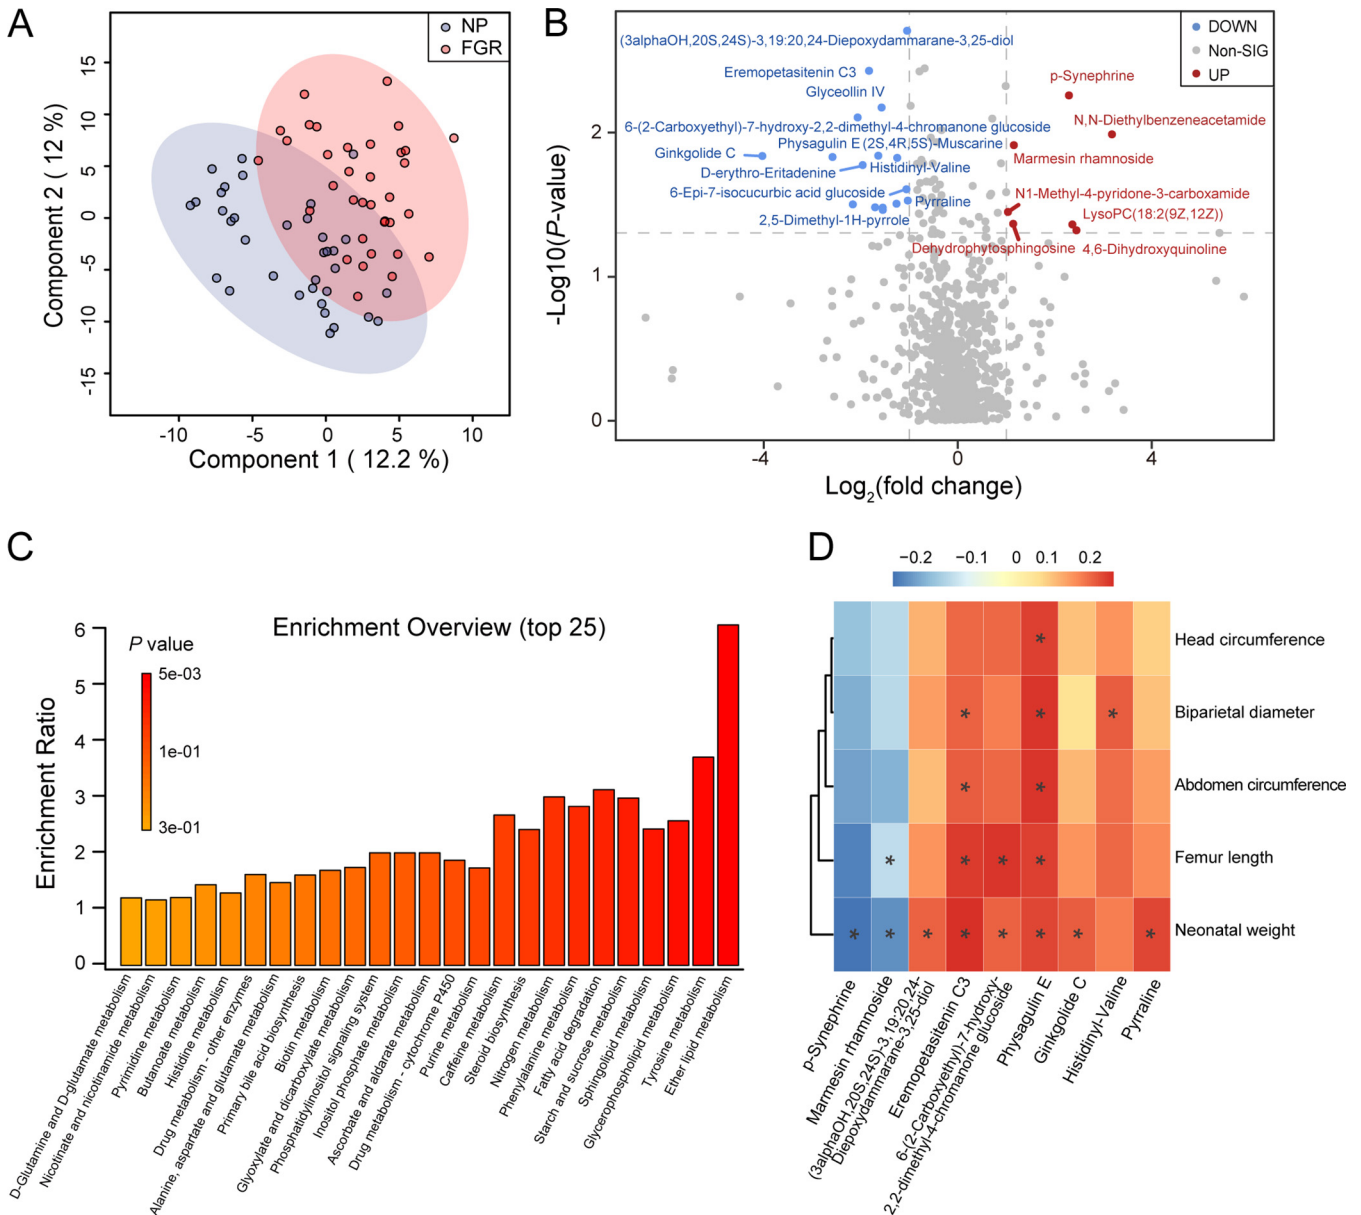 A
NP
FGR
Component 2 ( 12 %)
15
10
5
0
-5
-10
-15
-10
-5
0
5
10
Component 1 ( 12.2 %)
B
DOWN
Non-SIG
UP
(3alphaOH,20S,24S)-3,19:20,24-Diepoxydammarane-3,25-diol
Eremopetasitenin C3
Glyceollin IV
6-(2-Carboxyethyl)-7-hydroxy-2,2-dimethyl-4-chromanone glucoside
Physagulin E (2S,4R,5S)-Muscarine
Ginkgolide C
D-erythro-Eritadenine
Histidinyl-Valine
6-Epi-7-isocucurbic acid glucoside
Pyrraline
2,5-Dimethyl-1H-pyrrole
p-Synephrine
N,N-Diethylbenzeneacetamide
Marmesin rhamnoside
N1-Methyl-4-pyridone-3-carboxamide
LysoPC(18:2(9Z,12Z))
Dehydrophytosphingosine
4,6-Dihydroxyquinoline
-Log10(P-value)
2
1
0
-4
0
4
Log2(fold change)
C
Enrichment Overview (top 25)
P value
5e-03
1e-01
3e-01
Enrichment Ratio
6
5
4
3
2
1
0
D-Glutamine and D-glutamate metabolism
Nicotinate and nicotinamide metabolism
Pyrimidine metabolism
Butanoate metabolism
Histidine metabolism
Drug metabolism - other enzymes
Alanine, aspartate and glutamate metabolism
Primary bile acid biosynthesis
Biotin metabolism
Glyoxylate and dicarboxylate metabolism
Phosphatidylinositol signaling system
Inositol phosphate metabolism
Ascorbate and aldarate metabolism
Drug metabolism - cytochrome P450
Purine metabolism
Caffeine metabolism
Steroid biosynthesis
Nitrogen metabolism
Phenylalanine metabolism
Fatty acid degradation
Starch and sucrose metabolism
Sphingolipid metabolism
Glycerophospholipid metabolism
Tyrosine metabolism
Ether lipid metabolism
D
−0.2
−0.1
0
0.1
0.2
*
Head circumference
* * *
Biparietal diameter
* *
Abdomen circumference
* * * *
Femur length
* * * * * * * *
Neonatal weight
p-Synephrine
Marmesin rhamnoside
(3alphaOH,20S,24S)-3,19:20,24-
Diepoxydammarane-3,25-diol
Eremopetasitenin C3
6-(2-Carboxyethyl)-7-hydroxy-
2,2-dimethyl-4-chromanone glucoside
Physagulin E
Ginkgolide C
Histidinyl-Valine
Pyrraline